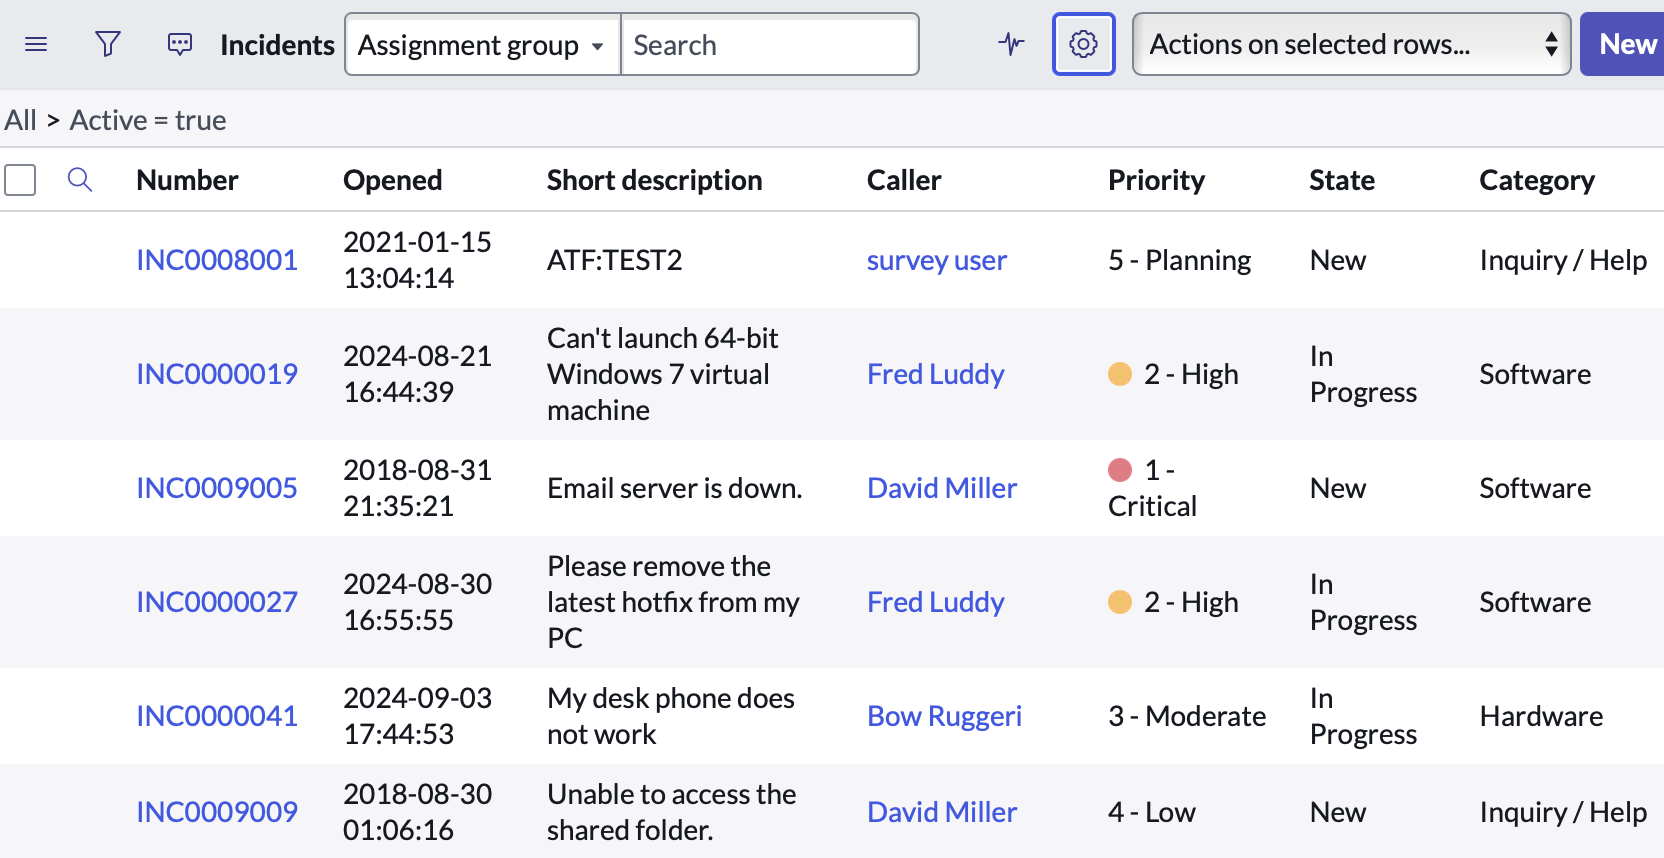 Incidents Assignment group Search Actions on selected rows... New
All > Active = true
Number Opened Short description Caller Priority State Category
INC0008001 2021-01-15 13:04:14 ATF:TEST2 survey user 5 - Planning New Inquiry / Help
INC0000019 2024-08-21 16:44:39 Can't launch 64-bit Windows 7 virtual machine Fred Luddy 2 - High In Progress Software
INC0009005 2018-08-31 21:35:21 Email server is down. David Miller 1 - Critical New Software
INC0000027 2024-08-30 16:55:55 Please remove the latest hotfix from my PC Fred Luddy 2 - High In Progress Software
INC0000041 2024-09-03 17:44:53 My desk phone does not work Bow Ruggeri 3 - Moderate In Progress Hardware
INC0009009 2018-08-30 01:06:16 Unable to access the shared folder. David Miller 4 - Low New Inquiry / Help